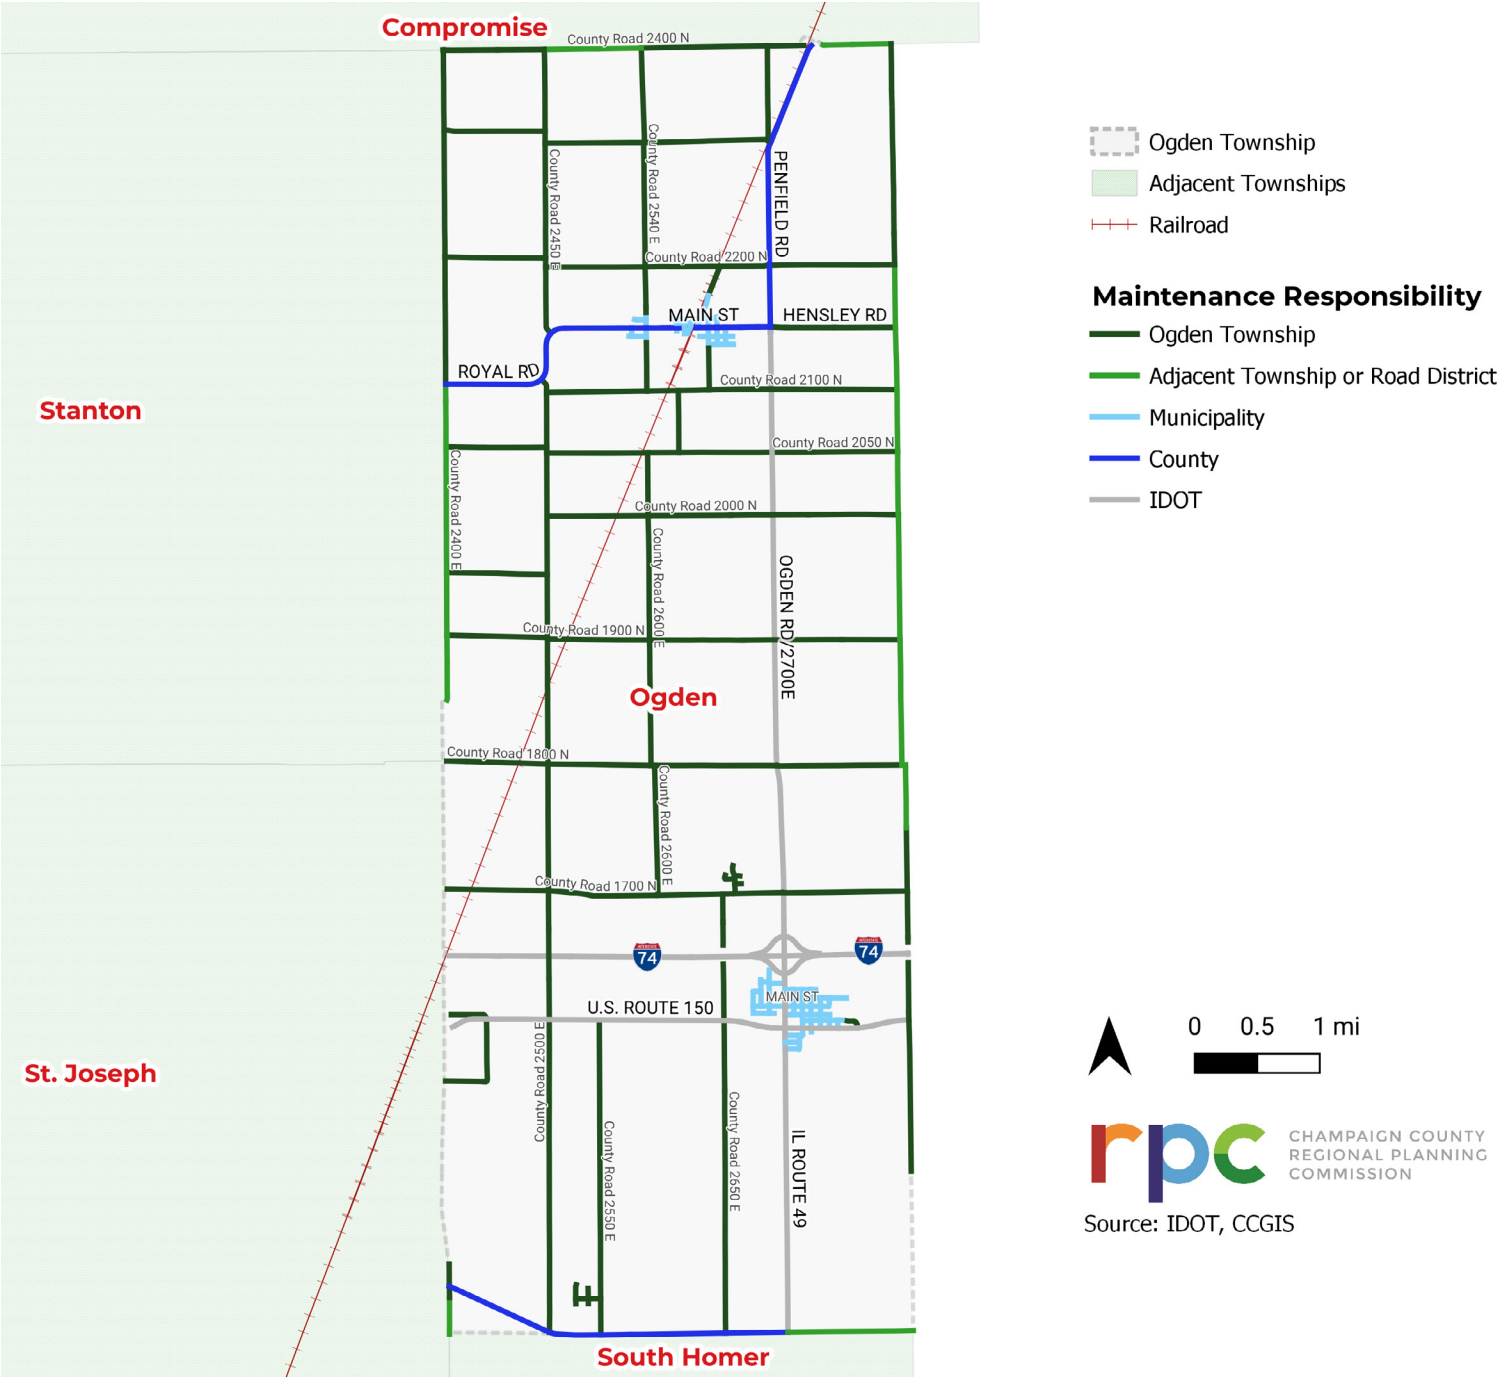 Compromise
County Road 2400 N
County Road 2450 E
County Road 2540 E
PENFIELD RD
County Road 2200 N
MAIN ST
HENSLEY RD
ROYAL RD
County Road 2100 N
Stanton
County Road 2050 N
County Road 2400 E
County Road 2000 N
County Road 2600 E
OGDEN RD/2700E
County Road 1900 N
Ogden
County Road 1800 N
County Road 2600 E
County Road 1700 N
74
74
MAIN ST
U.S. ROUTE 150
County Road 2500 E
St. Joseph
County Road 2550 E
County Road 2650 E
IL ROUTE 49
South Homer
Ogden Township
Adjacent Townships
Railroad
Maintenance Responsibility
Ogden Township
Adjacent Township or Road District
Municipality
County
IDOT
0 0.5 1 mi
rpc
CHAMPAIGN COUNTY
REGIONAL PLANNING
COMMISSION
Source: IDOT, CCGIS